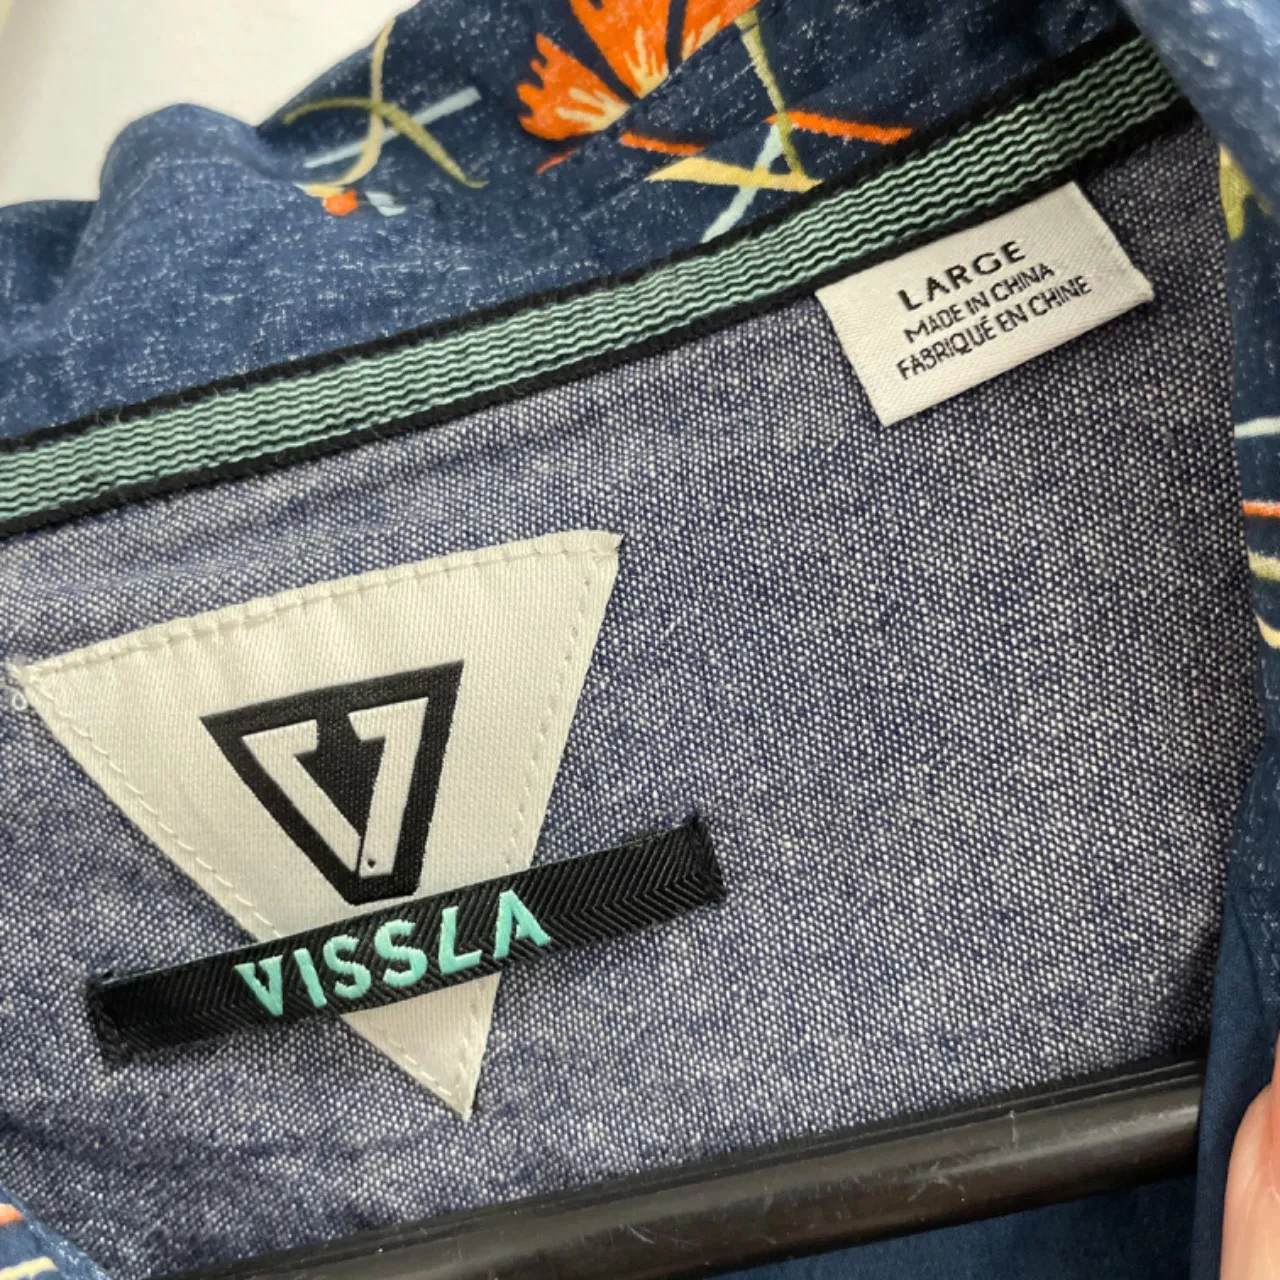 LARGE
MADE IN CHINA
FABRIQUÉ EN CHINE
V
VISSLA